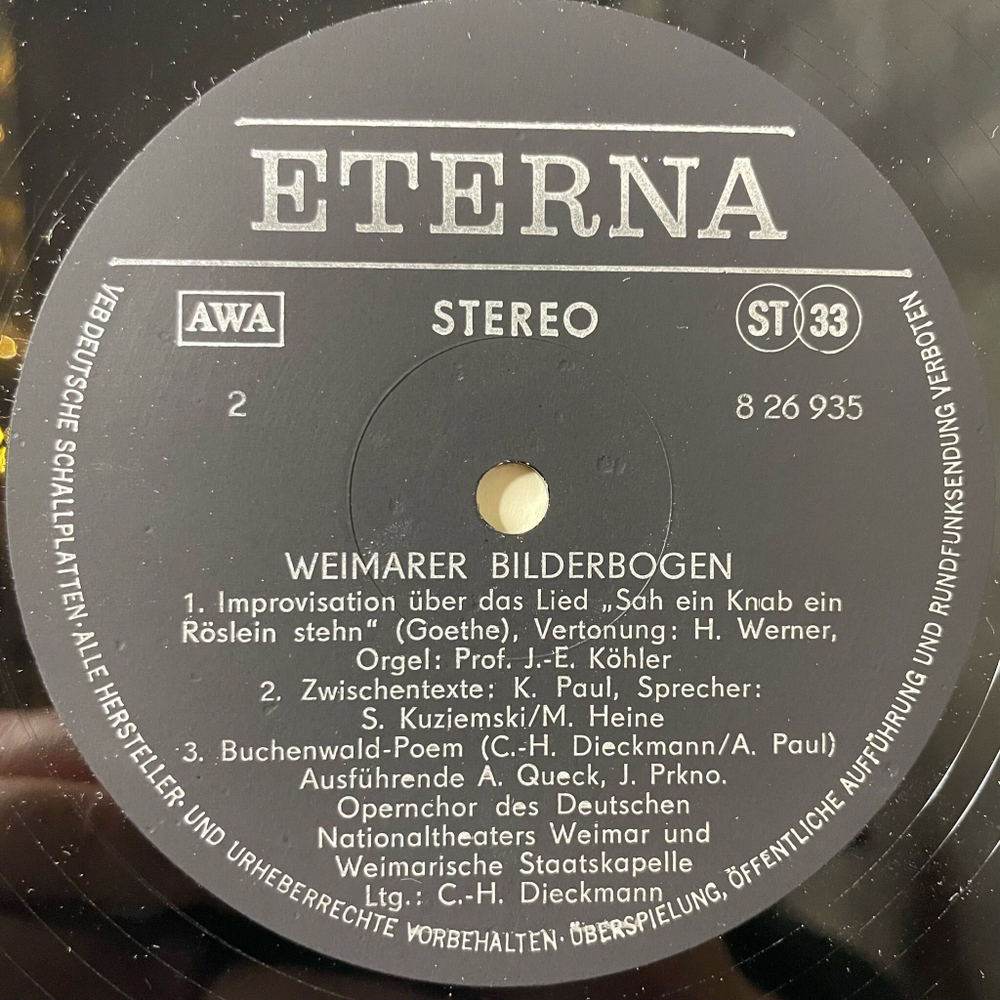 ETERNA
AWA
STEREO
ST 33
2
8 26 935
WEIMARER BILDERBOGEN
1. Improvisation über das Lied „Sah ein Knab ein
Röslein stehn“ (Goethe), Vertonung: H. Werner,
Orgel: Prof. J.-E. Köhler
2. Zwischentexte: K. Paul, Sprecher:
S. Kuziemski/M. Heine
3. Buchenwald-Poem (C.-H. Dieckmann/A. Paul)
Ausführende A. Queck, J. Prkno.
Opernchor des Deutschen
Nationaltheaters Weimar und
Weimarische Staatskapelle
Ltg.: C.-H. Dieckmann
VEB DEUTSCHE SCHALLPLATTEN · ALLE HERSTELLER- UND URHEBERRECHTE VORBEHALTEN · ÜBERSPIELUNG, ÖFFENTLICHE AUFFÜHRUNG UND RUNDFUNKSENDUNG VERBOTEN